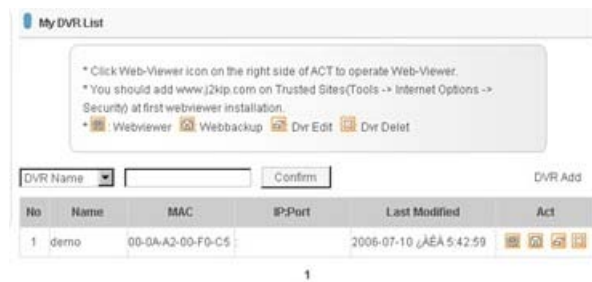 My DVR List
* Click Web-Viewer icon on the right side of ACT to operate Web-Viewer.
* You should add www.j2kip.com on Trusted Sites(Tools -> Internet Options ->
Security) at first webviewer installation.
* : Webviewer Webbackup Dvr Edit Dvr Delet
DVR Name Confirm DVR Add
No Name MAC IP:Port Last Modified Act
1 demo 00-0A-A2-00-F0-C5 : 2006-07-10 ¿ÀÈÄ 5:42:59
1